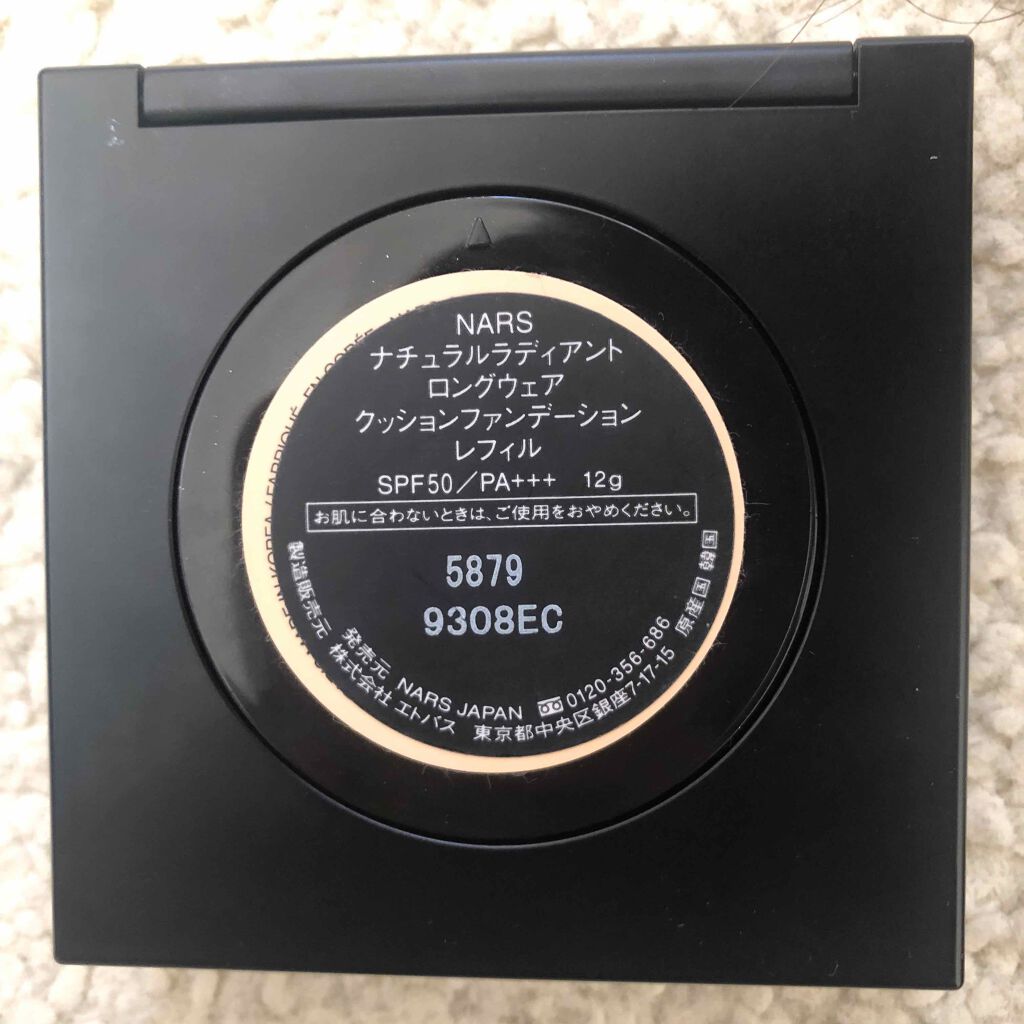 NARS
ナチュラルラディアント
ロングウェア
クッションファンデーション
レフィル
SPF50／PA+++ 12g
お肌に合わないときは、ご使用をおやめください。
5879
9308EC
発売元 NARS JAPAN 0120-356-686
製造販売元 株式会社 エトバス 東京都中央区銀座7-17-15 原産国 韓国
KOREA / FABRIQUÉ EN CORÉE